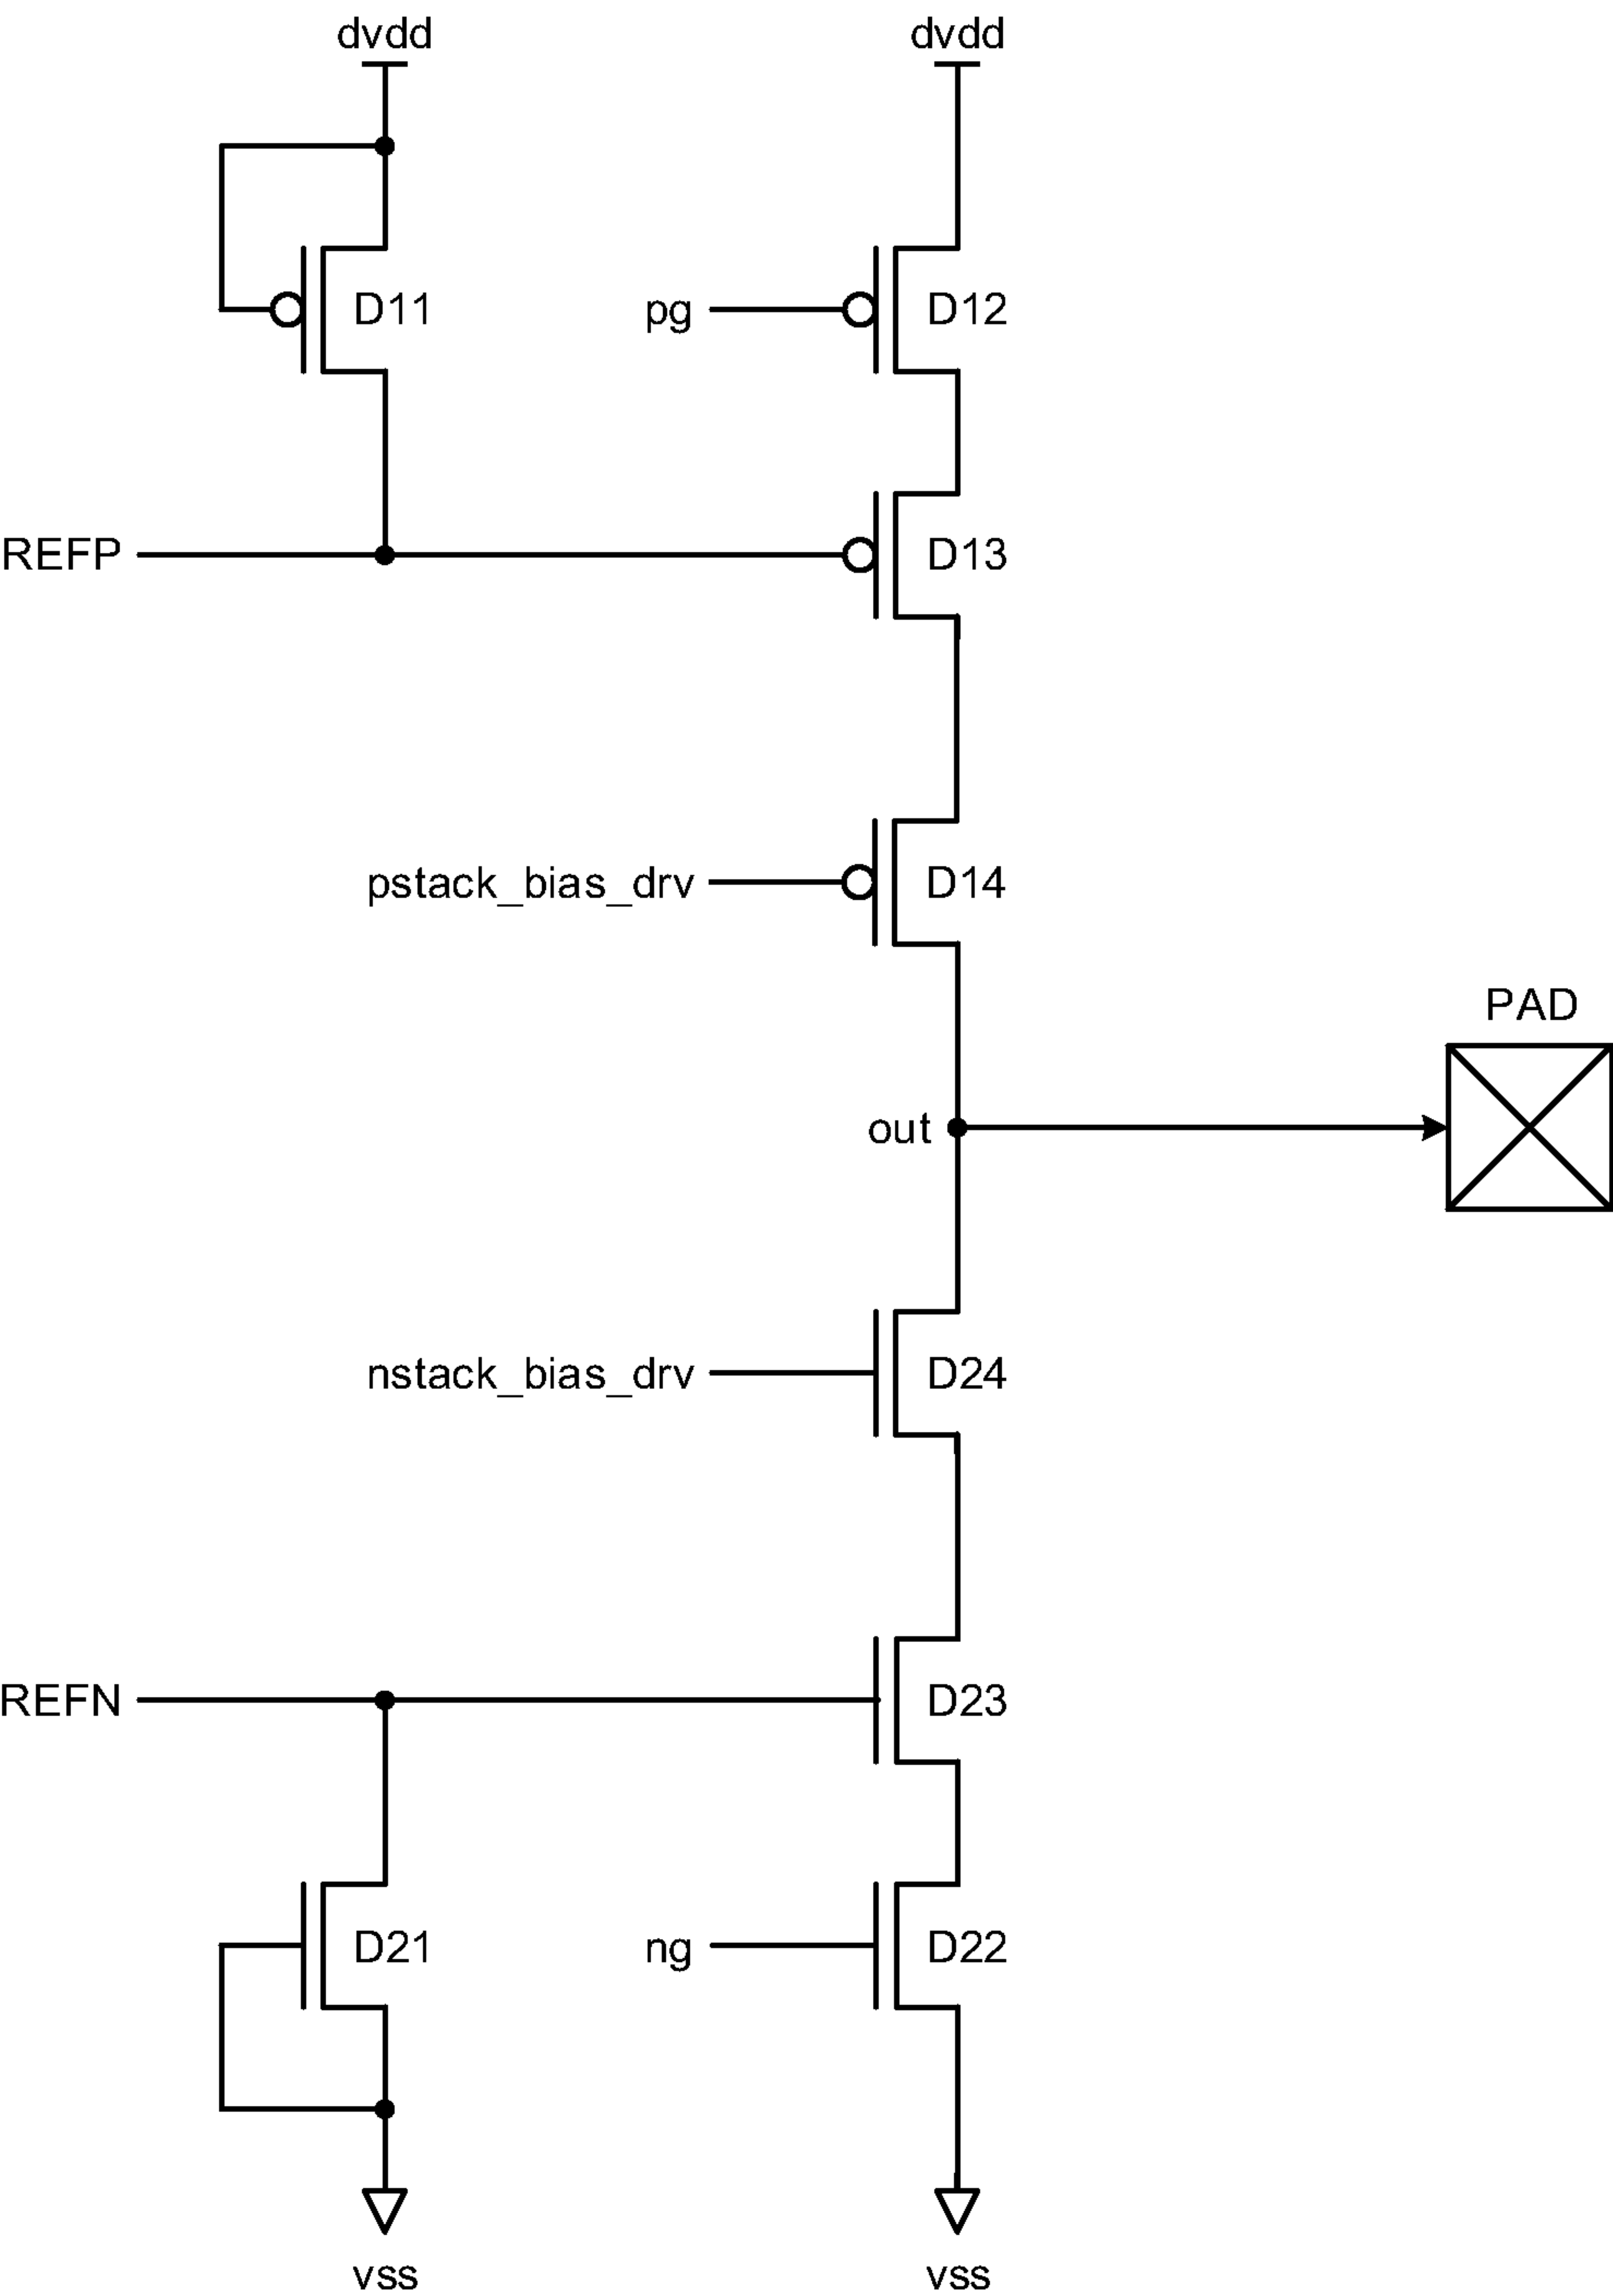 dvdd dvdd
D11 pg D12
REFP D13
pstack_bias_drv D14
PAD
out
nstack_bias_drv D24
REFN D23
D21 ng D22
vss vss